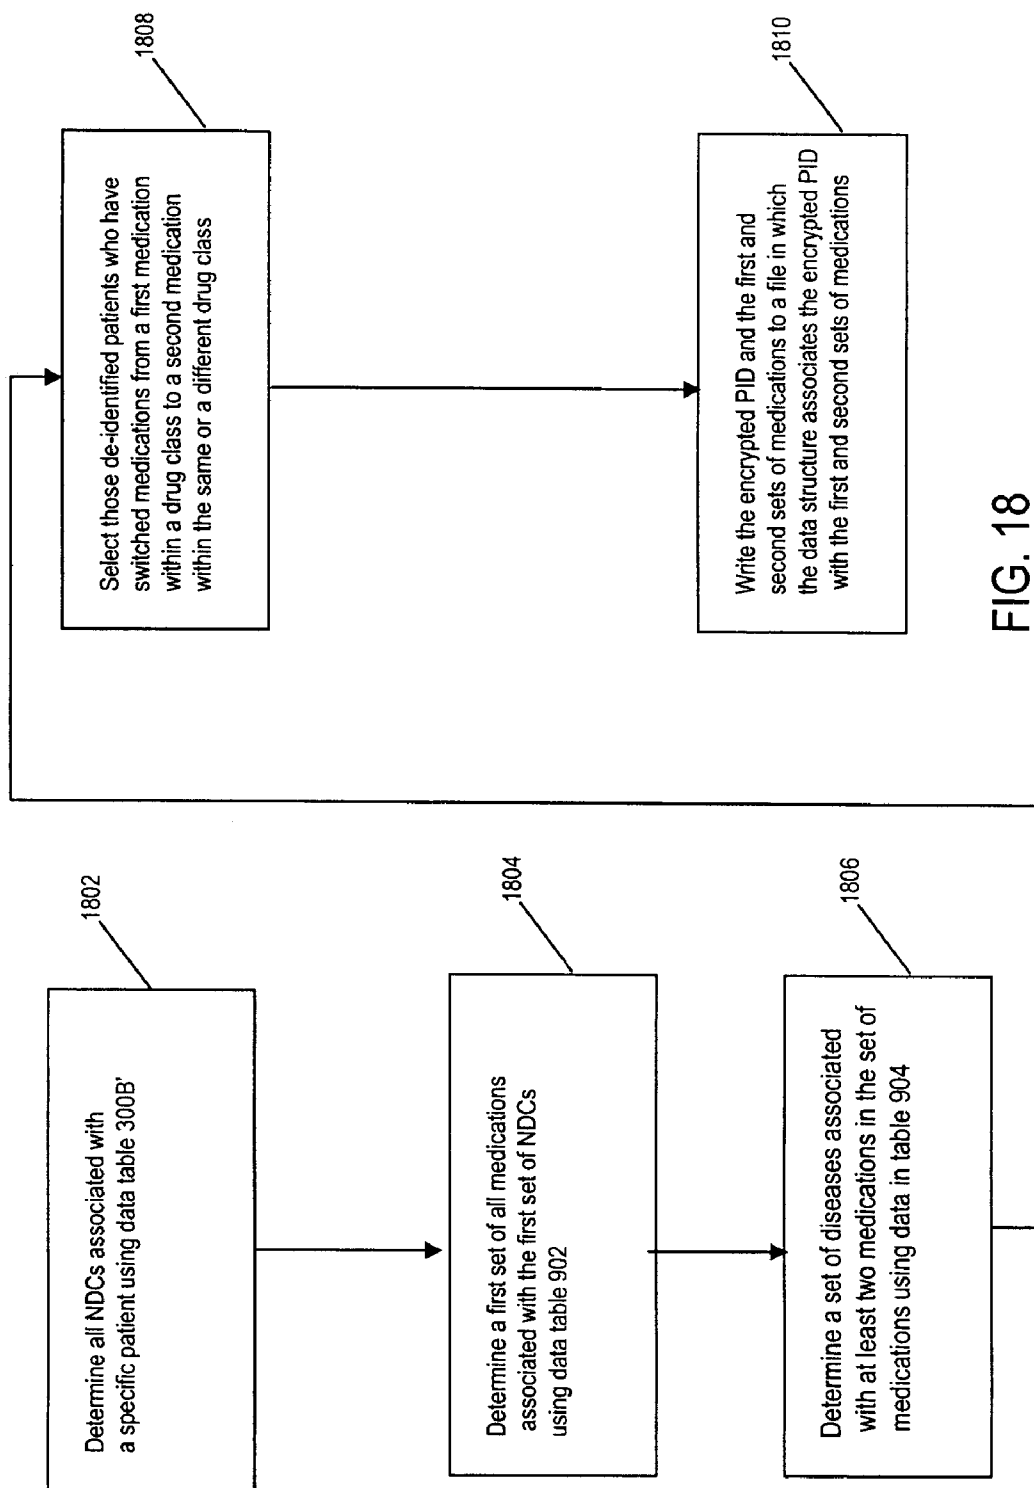 1802
Determine all NDCs associated with
a specific patient using data table 300B'
1804
Determine a first set of all medications
associated with the first set of NDCs
using data table 902
1806
Determine a set of diseases associated
with at least two medications in the set of
medications using data in table 904
1808
Select those de-identified patients who have
switched medications from a first medication
within a drug class to a second medication
within the same or a different drug class
1810
Write the encrypted PID and the first and
second sets of medications to a file in which
the data structure associates the encrypted PID
with the first and second sets of medications
FIG. 18